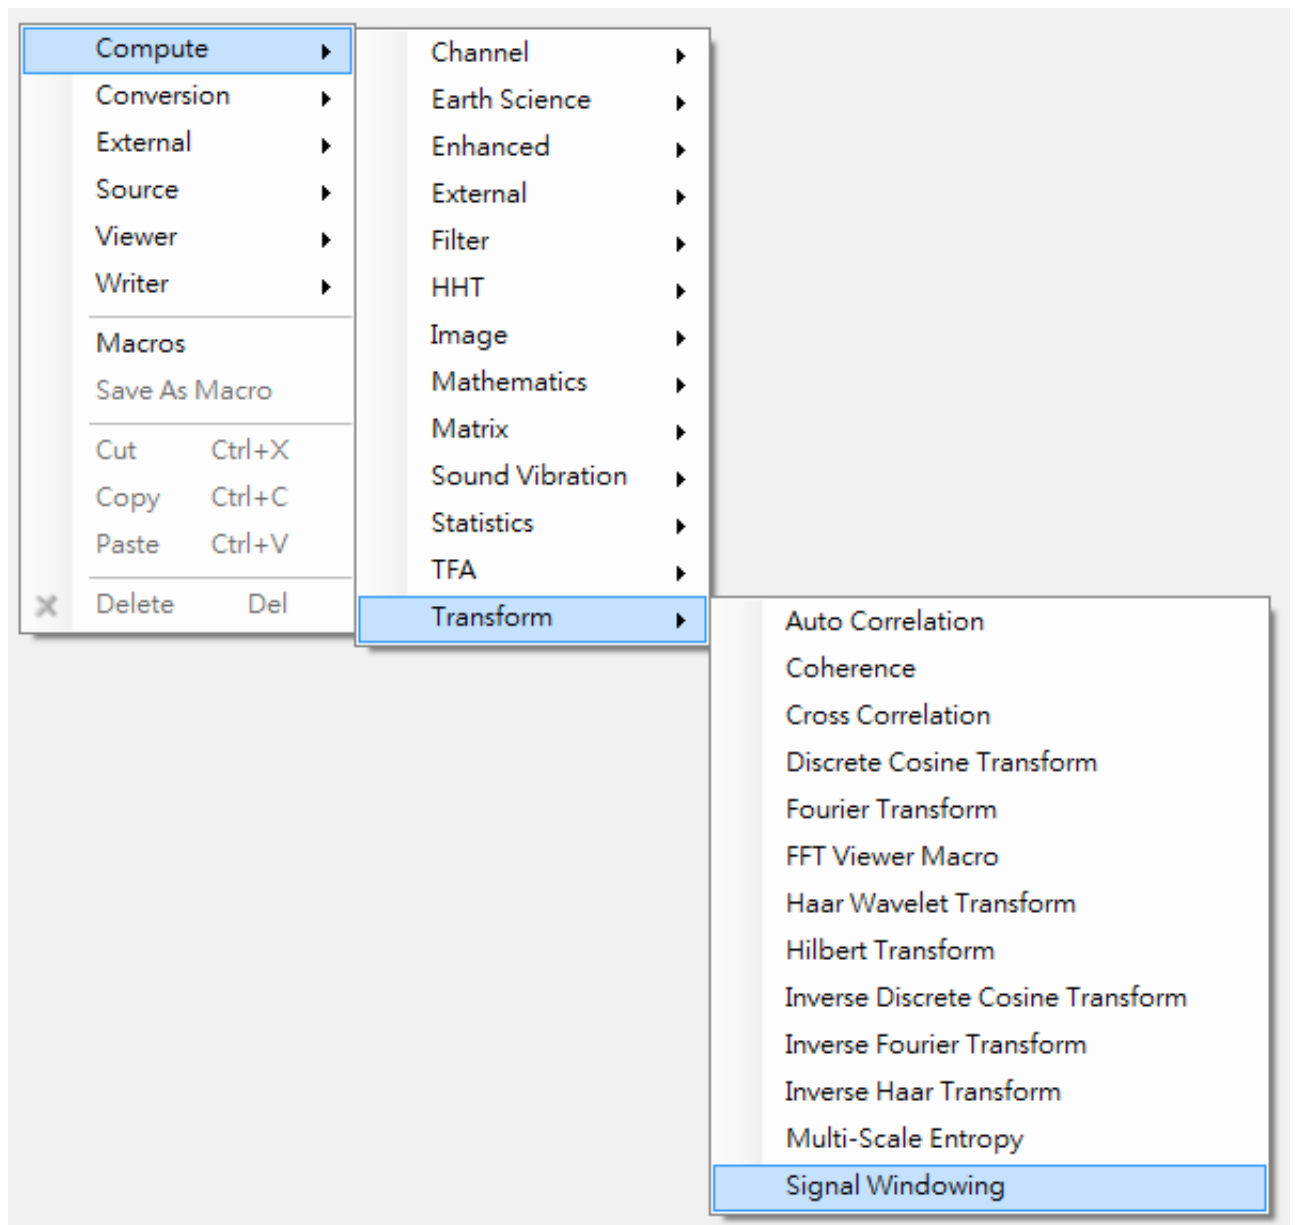 Compute
Conversion
External
Source
Viewer
Writer
Macros
Save As Macro
Cut Ctrl+X
Copy Ctrl+C
Paste Ctrl+V
Delete Del
Channel
Earth Science
Enhanced
External
Filter
HHT
Image
Mathematics
Matrix
Sound Vibration
Statistics
TFA
Transform
Auto Correlation
Coherence
Cross Correlation
Discrete Cosine Transform
Fourier Transform
FFT Viewer Macro
Haar Wavelet Transform
Hilbert Transform
Inverse Discrete Cosine Transform
Inverse Fourier Transform
Inverse Haar Transform
Multi-Scale Entropy
Signal Windowing